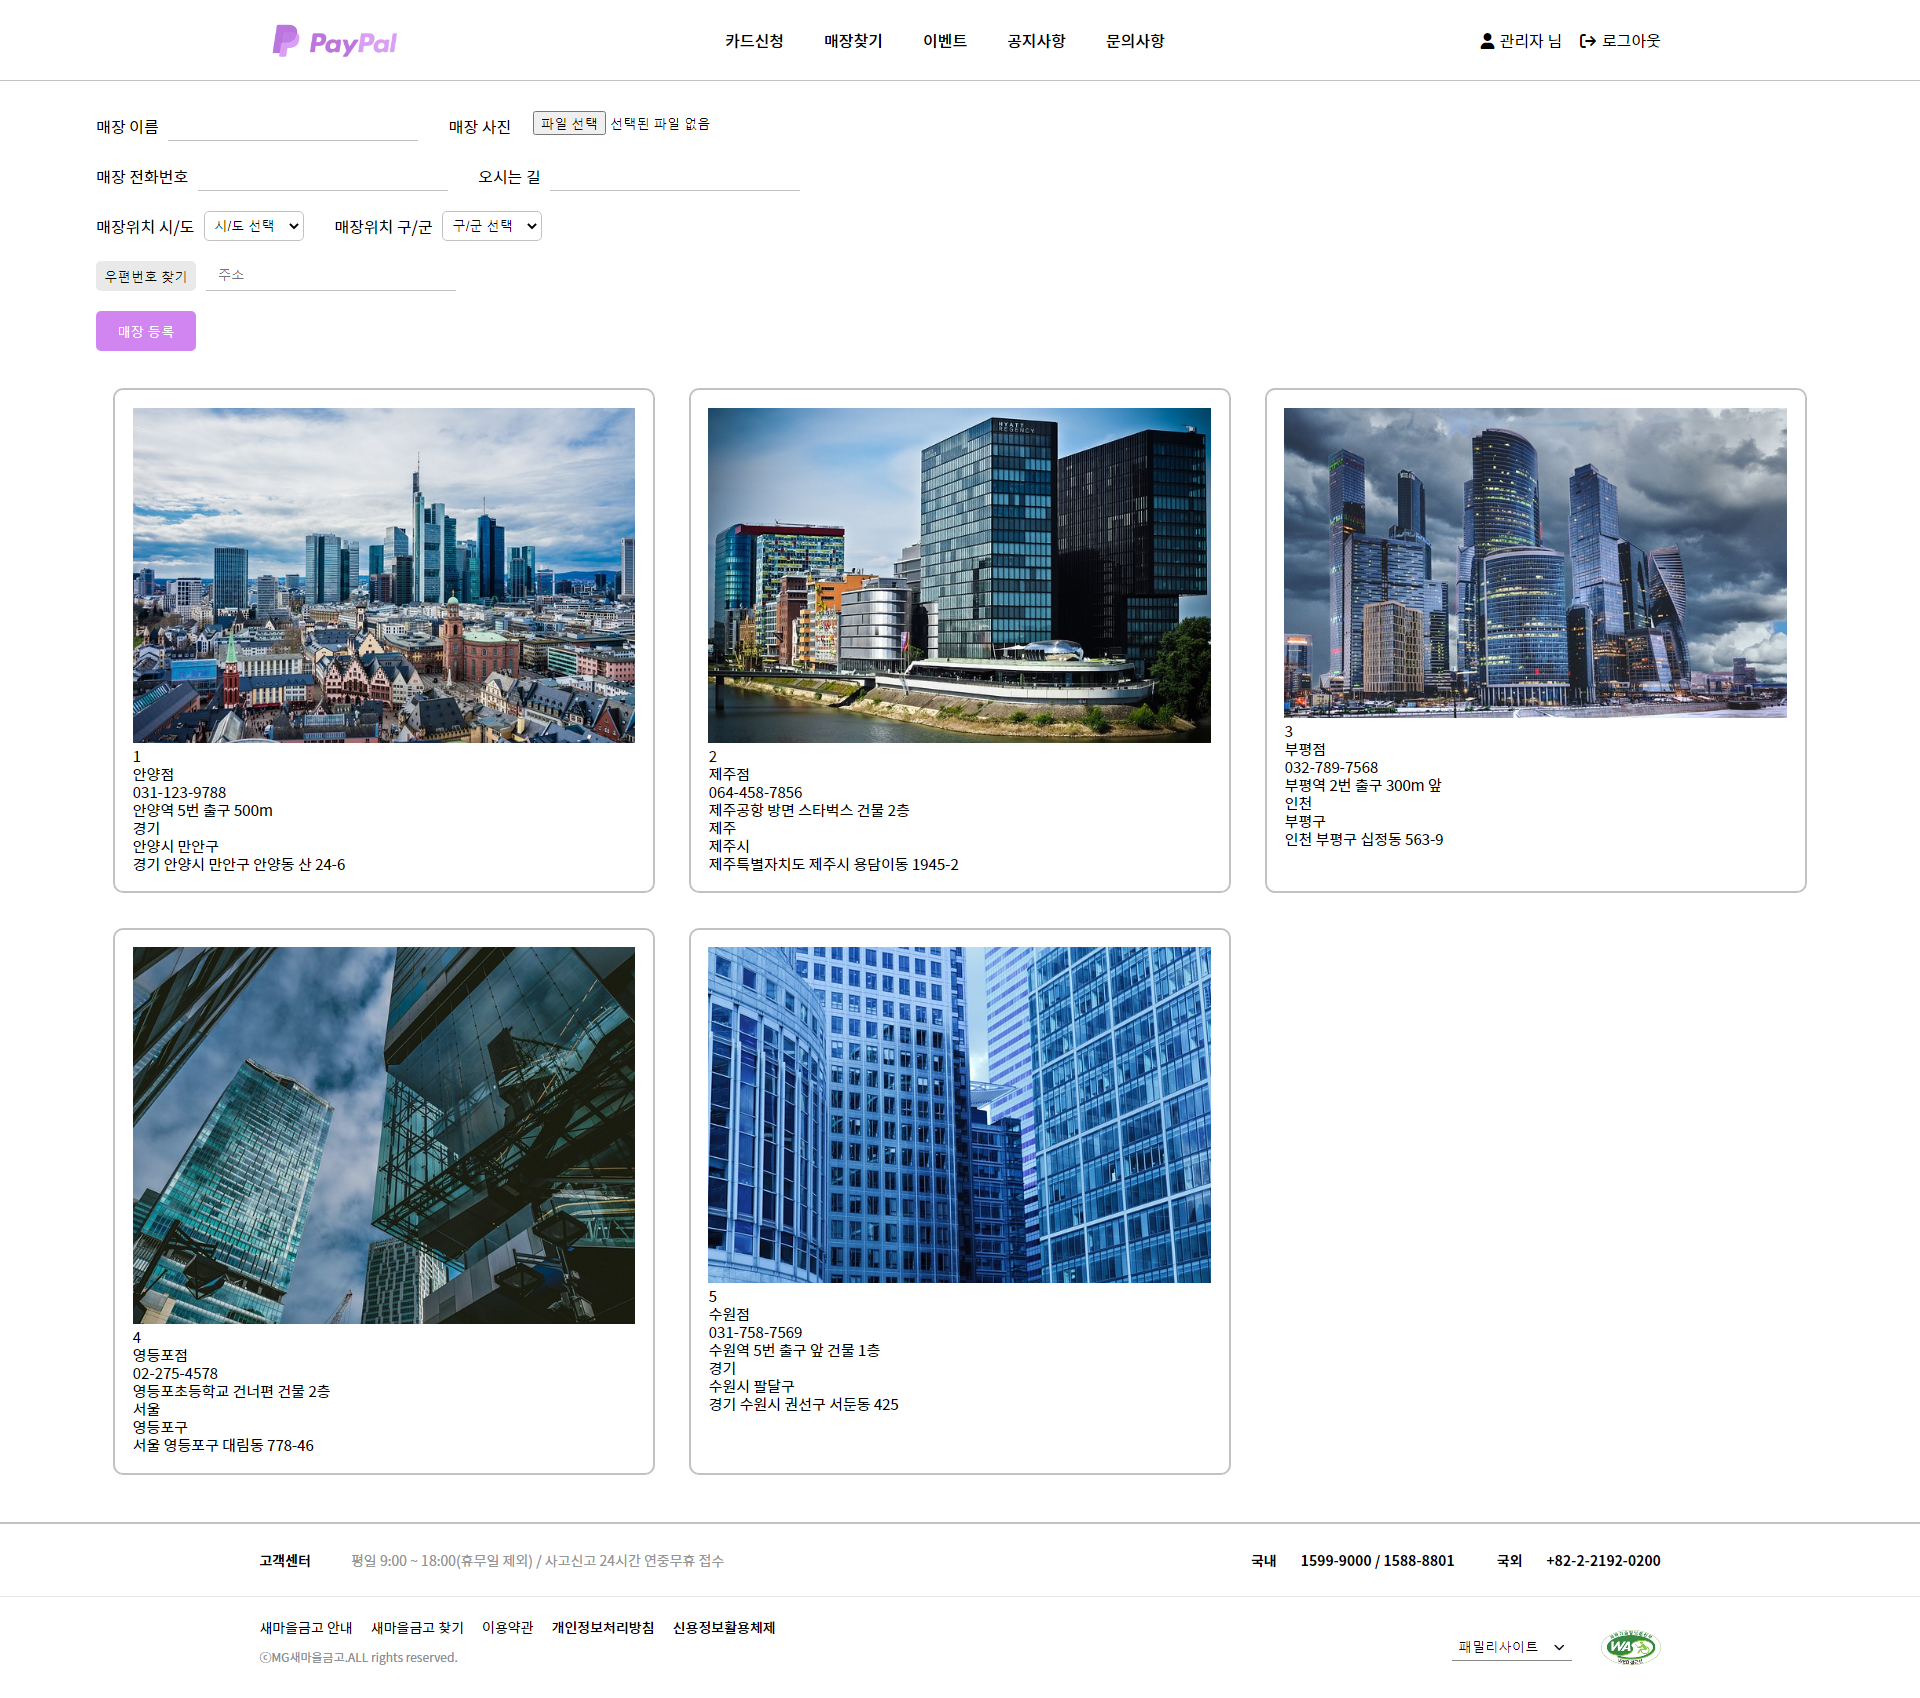 PayPal
카드신청 매장찾기 이벤트 공지사항 문의사항
관리자 님 로그아웃
매장 이름 매장 사진 파일 선택 선택된 파일 없음
매장 전화번호 오시는 길
매장위치 시/도 시/도 선택 매장위치 구/군 구/군 선택
우편번호 찾기 주소
매장 등록
1
안양점
031-123-9788
안양역 5번 출구 500m
경기
안양시 만안구
경기 안양시 만안구 안양동 산 24-6
HYATT
REGENCY
2
제주점
064-458-7856
제주공항 방면 스타벅스 건물 2층
제주
제주시
제주특별자치도 제주시 용담이동 1945-2
3
부평점
032-789-7568
부평역 2번 출구 300m 앞
인천
부평구
인천 부평구 십정동 563-9
4
영등포점
02-275-4578
영등포초등학교 건너편 건물 2층
서울
영등포구
서울 영등포구 대림동 778-46
5
수원점
031-758-7569
수원역 5번 출구 앞 건물 1층
경기
수원시 팔달구
경기 수원시 권선구 서둔동 425
고객센터 평일 9:00 ~ 18:00(휴무일 제외) / 사고신고 24시간 연중무휴 접수
국내 1599-9000 / 1588-8801 국외 +82-2-2192-0200
새마을금고 안내 새마을금고 찾기 이용약관 개인정보처리방침 신용정보활용체제
ⓒMG새마을금고.ALL rights reserved.
패밀리사이트
WA